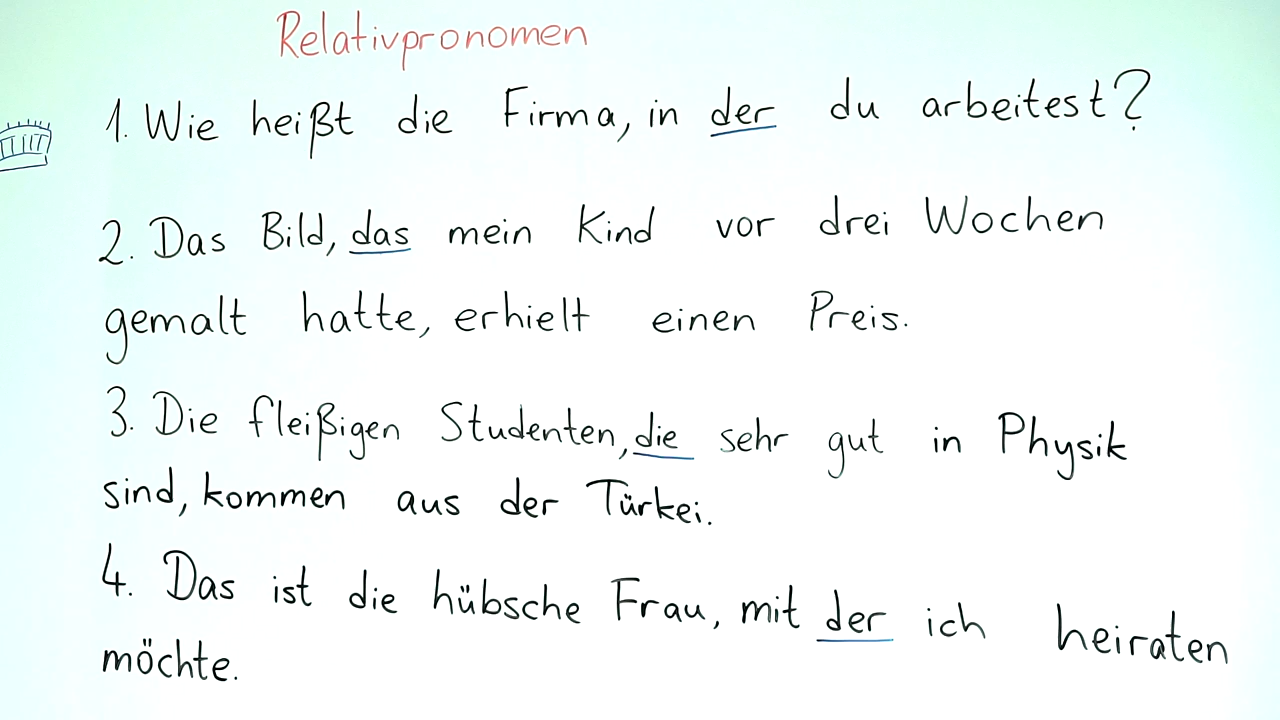 Relativpronomen
1. Wie heißt die Firma, in der du arbeitest?
2. Das Bild, das mein Kind vor drei Wochen
gemalt hatte, erhielt einen Preis.
3. Die fleißigen Studenten, die sehr gut in Physik
sind, kommen aus der Türkei.
4. Das ist die hübsche Frau, mit der ich heiraten
möchte.